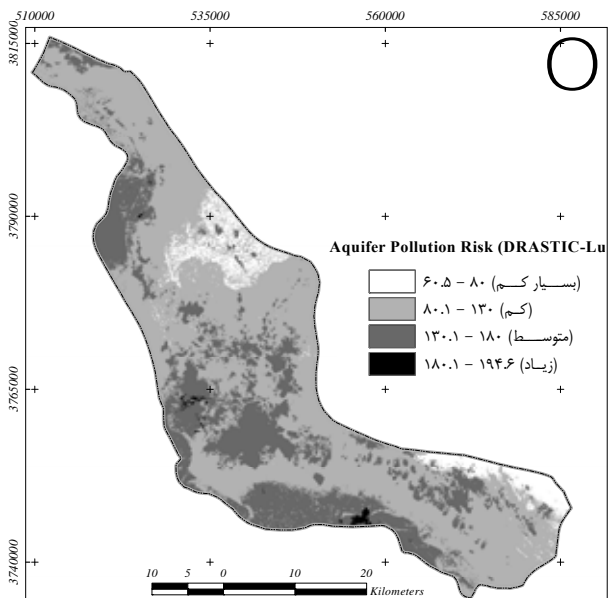 510000 535000 560000 585000
3815000
3790000
3765000
3740000
O
Aquifer Pollution Risk (DRASTIC-Lu
(بسیار کم) ۶۰.۵ - ۸۰
(کم) ۸۰.۱ - ۱۳۰
(متوسط) ۱۳۰.۱ - ۱۸۰
(زیاد) ۱۸۰.۱ - ۱۹۴.۶
10 5 0 10 20
Kilometers